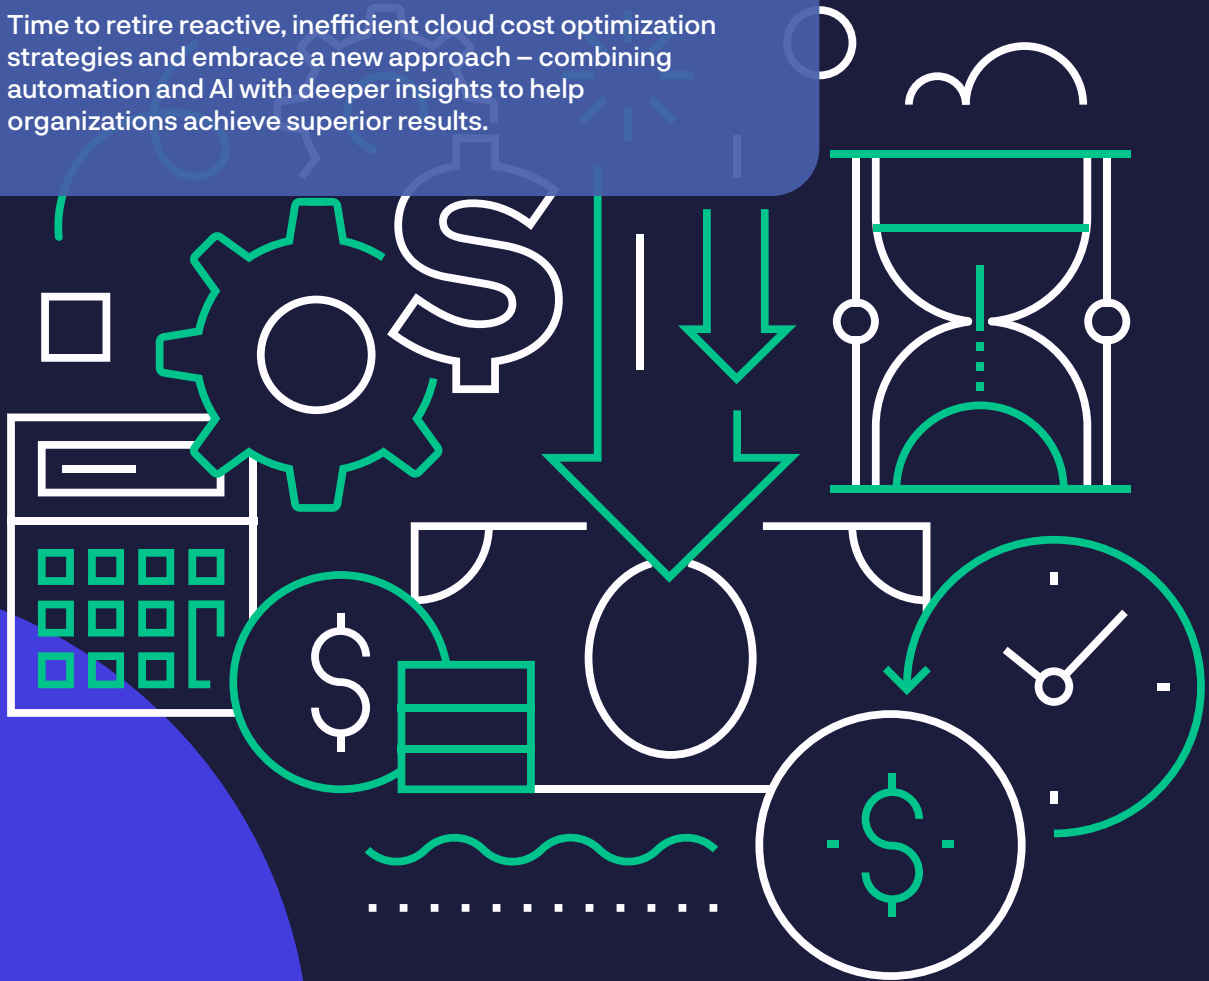 Time to retire reactive, inefficient cloud cost optimization
strategies and embrace a new approach – combining
automation and AI with deeper insights to help
organizations achieve superior results.
$
$
$